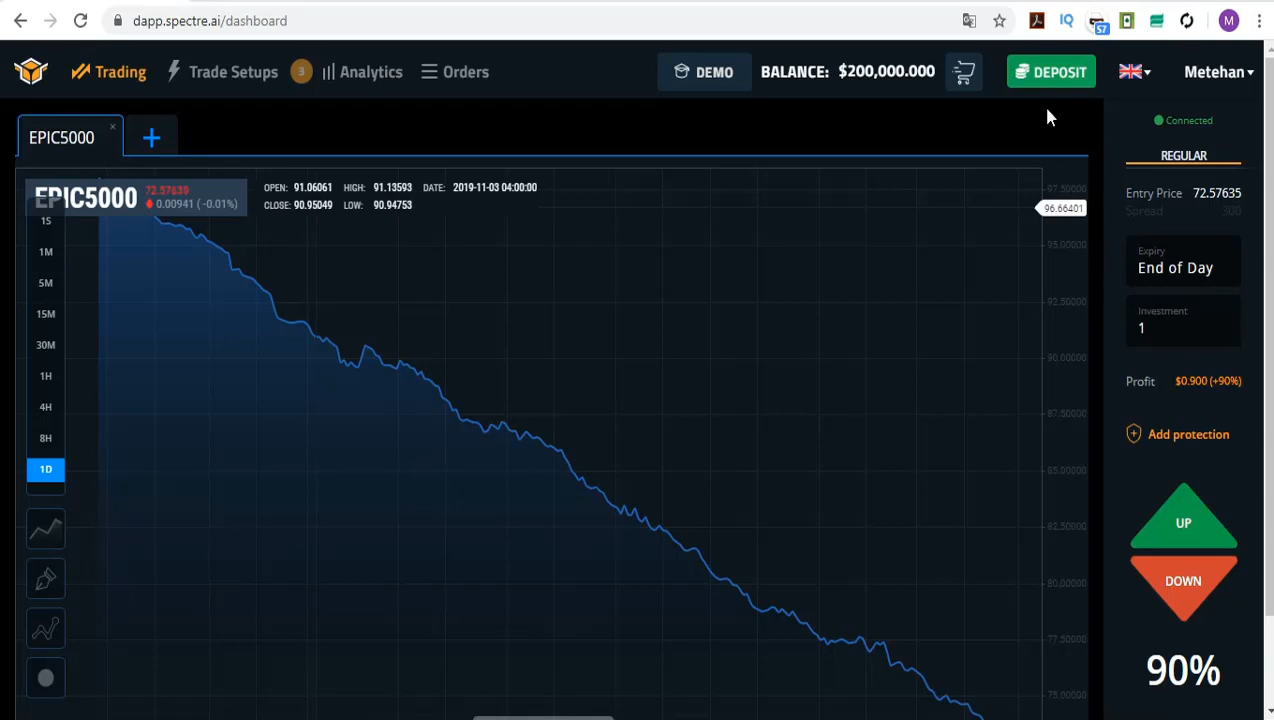 dapp.spectre.ai/dashboard
57
M
Trading
Trade Setups
3
Analytics
Orders
DEMO
BALANCE: $200,000.000
DEPOSIT
Metehan
EPIC5000
Connected
REGULAR
EPIC5000
72.57639
0.00941 (-0.01%)
OPEN: 91.06061 HIGH: 91.13593 DATE: 2019-11-03 04:00:00
CLOSE: 90.95049 LOW: 90.94753
1S
1M
5M
15M
30M
1H
4H
8H
1D
97.50000
96.66401
95.00000
92.50000
90.00000
87.50000
85.00000
82.50000
80.00000
77.50000
75.00000
Entry Price 72.57635
Spread 300
Expiry
End of Day
Investment
1
Profit $0.900 (+90%)
Add protection
UP
DOWN
90%